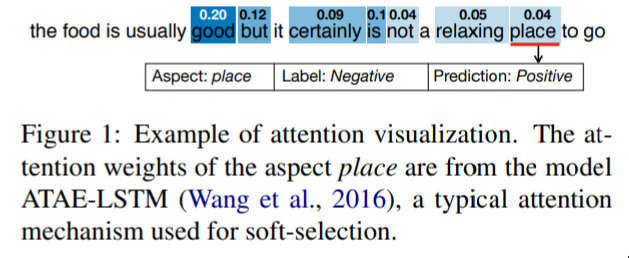 0.20 0.12 0.09 0.1 0.04 0.05 0.04
the food is usually good but it certainly is not a relaxing place to go
Aspect: place Label: Negative Prediction: Positive
Figure 1: Example of attention visualization. The at-
tention weights of the aspect place are from the model
ATAE-LSTM (Wang et al., 2016), a typical attention
mechanism used for soft-selection.